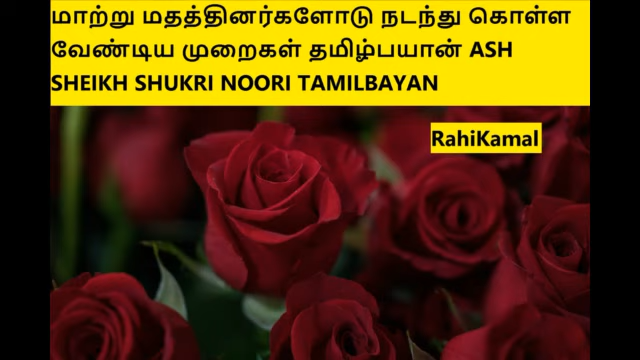 மாற்று மதத்தினர்களோடு நடந்து கொள்ள
வேண்டிய முறைகள் தமிழ்பயான் ASH
SHEIKH SHUKRI NOORI TAMILBAYAN
RahiKamal